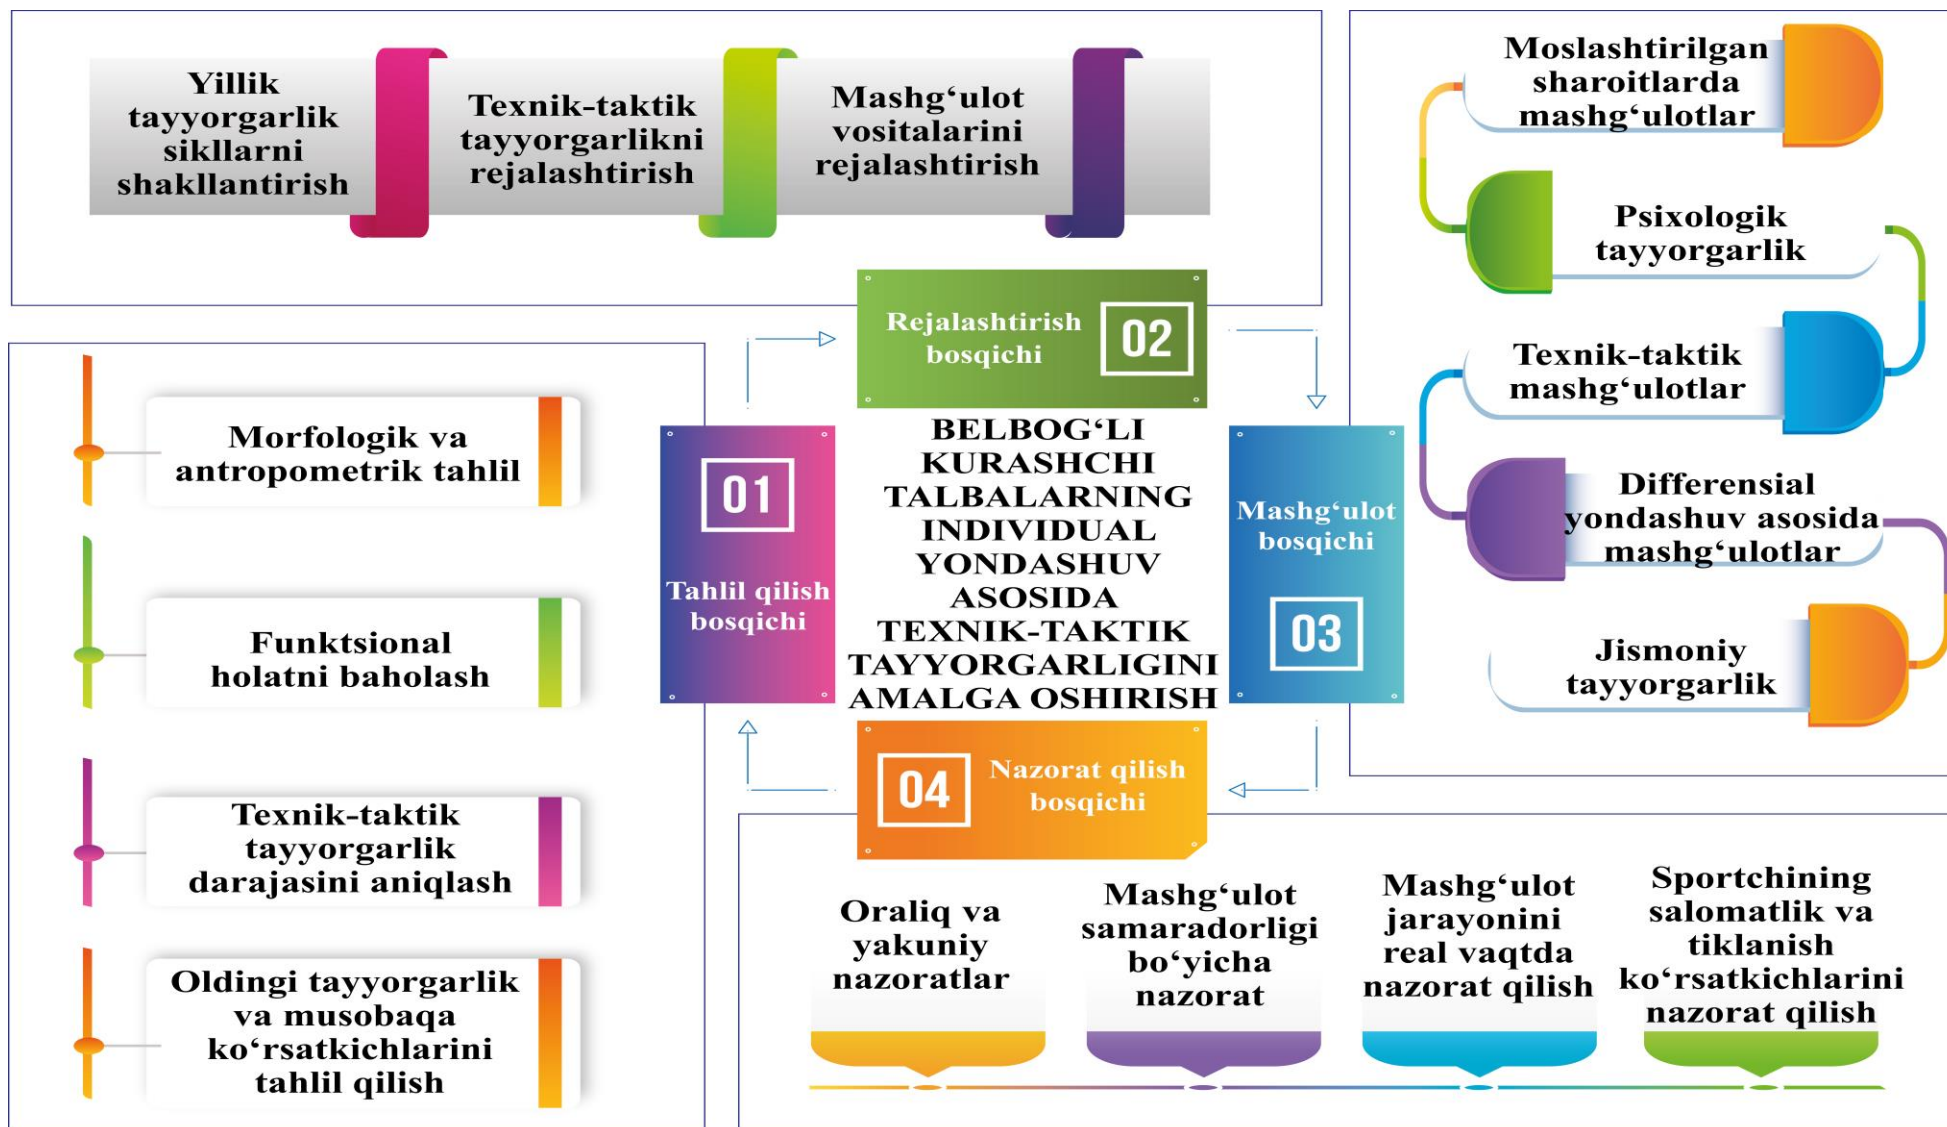 Yillik
tayyorgarlik
sikllarni
shakllantirish
Texnik-taktik
tayyorgarlikni
rejalashtirish
Mashg‘ulot
vositalarini
rejalashtirish
Moslashtirilgan
sharoitlarda
mashg‘ulotlar
Psixologik
tayyorgarlik
Texnik-taktik
mashg‘ulotlar
Differensial
yondashuv asosida
mashg‘ulotlar
Jismoniy
tayyorgarlik
Rejalashtirish
bosqichi
02
01
Tahlil qilish
bosqichi
BELBOG‘LI
KURASHCHI
TALBALARNING
INDIVIDUAL
YONDASHUV
ASOSIDA
TEXNIK-TAKTIK
TAYYORGARLIGINI
AMALGA OSHIRISH
Mashg‘ulot
bosqichi
03
04
Nazorat qilish
bosqichi
Morfologik va
antropometrik tahlil
Funktsional
holatni baholash
Texnik-taktik
tayyorgarlik
darajasini aniqlash
Oldingi tayyorgarlik
va musobaqa
ko‘rsatkichlarini
tahlil qilish
Oraliq va
yakuniy
nazoratlar
Mashg‘ulot
samaradorligi
bo‘yicha
nazorat
Mashg‘ulot
jarayonini
real vaqtda
nazorat qilish
Sportchining
salomatlik va
tiklanish
ko‘rsatkichlarini
nazorat qilish